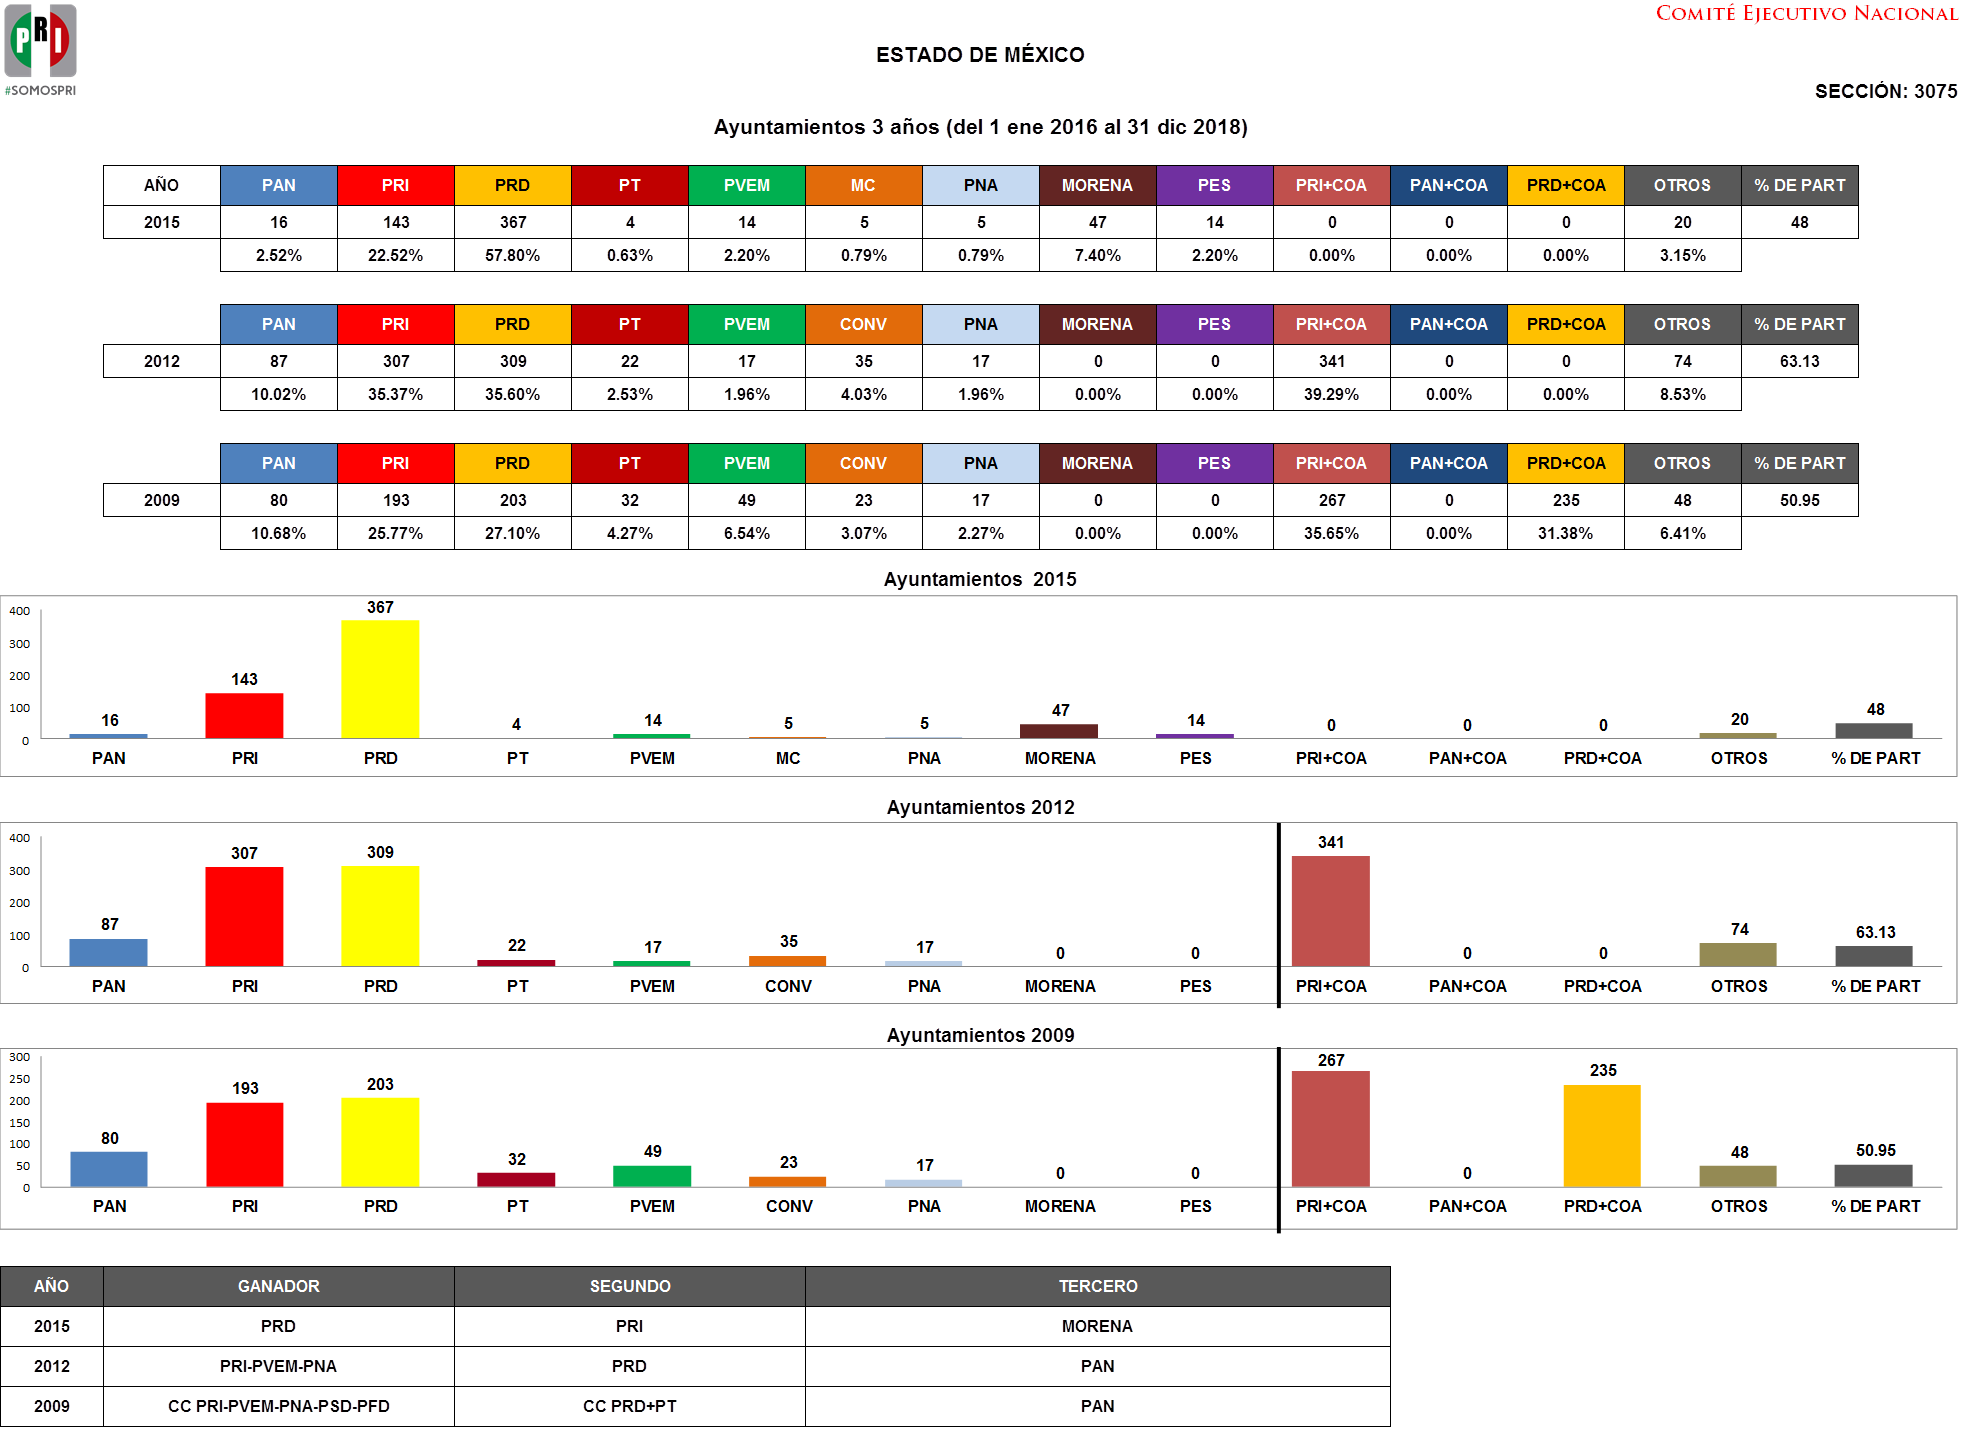 PRI
#SOMOSPRI
COMITÉ EJECUTIVO NACIONAL
ESTADO DE MÉXICO
SECCIÓN: 3075
Ayuntamientos 3 años (del 1 ene 2016 al 31 dic 2018)
AÑO PAN PRI PRD PT PVEM MC PNA MORENA PES PRI+COA PAN+COA PRD+COA OTROS % DE PART
2015 16 143 367 4 14 5 5 47 14 0 0 0 20 48
2.52% 22.52% 57.80% 0.63% 2.20% 0.79% 0.79% 7.40% 2.20% 0.00% 0.00% 0.00% 3.15%
PAN PRI PRD PT PVEM CONV PNA MORENA PES PRI+COA PAN+COA PRD+COA OTROS % DE PART
2012 87 307 309 22 17 35 17 0 0 341 0 0 74 63.13
10.02% 35.37% 35.60% 2.53% 1.96% 4.03% 1.96% 0.00% 0.00% 39.29% 0.00% 0.00% 8.53%
PAN PRI PRD PT PVEM CONV PNA MORENA PES PRI+COA PAN+COA PRD+COA OTROS % DE PART
2009 80 193 203 32 49 23 17 0 0 267 0 235 48 50.95
10.68% 25.77% 27.10% 4.27% 6.54% 3.07% 2.27% 0.00% 0.00% 35.65% 0.00% 31.38% 6.41%
Ayuntamientos 2015
400
300
200
100
0
16 143 367 4 14 5 5 47 14 0 0 0 20 48
PAN PRI PRD PT PVEM MC PNA MORENA PES PRI+COA PAN+COA PRD+COA OTROS % DE PART
Ayuntamientos 2012
400
300
200
100
0
87 307 309 22 17 35 17 0 0 341 0 0 74 63.13
PAN PRI PRD PT PVEM CONV PNA MORENA PES PRI+COA PAN+COA PRD+COA OTROS % DE PART
Ayuntamientos 2009
300
250
200
150
100
50
0
80 193 203 32 49 23 17 0 0 267 0 235 48 50.95
PAN PRI PRD PT PVEM CONV PNA MORENA PES PRI+COA PAN+COA PRD+COA OTROS % DE PART
AÑO GANADOR SEGUNDO TERCERO
2015 PRD PRI MORENA
2012 PRI-PVEM-PNA PRD PAN
2009 CC PRI-PVEM-PNA-PSD-PFD CC PRD+PT PAN